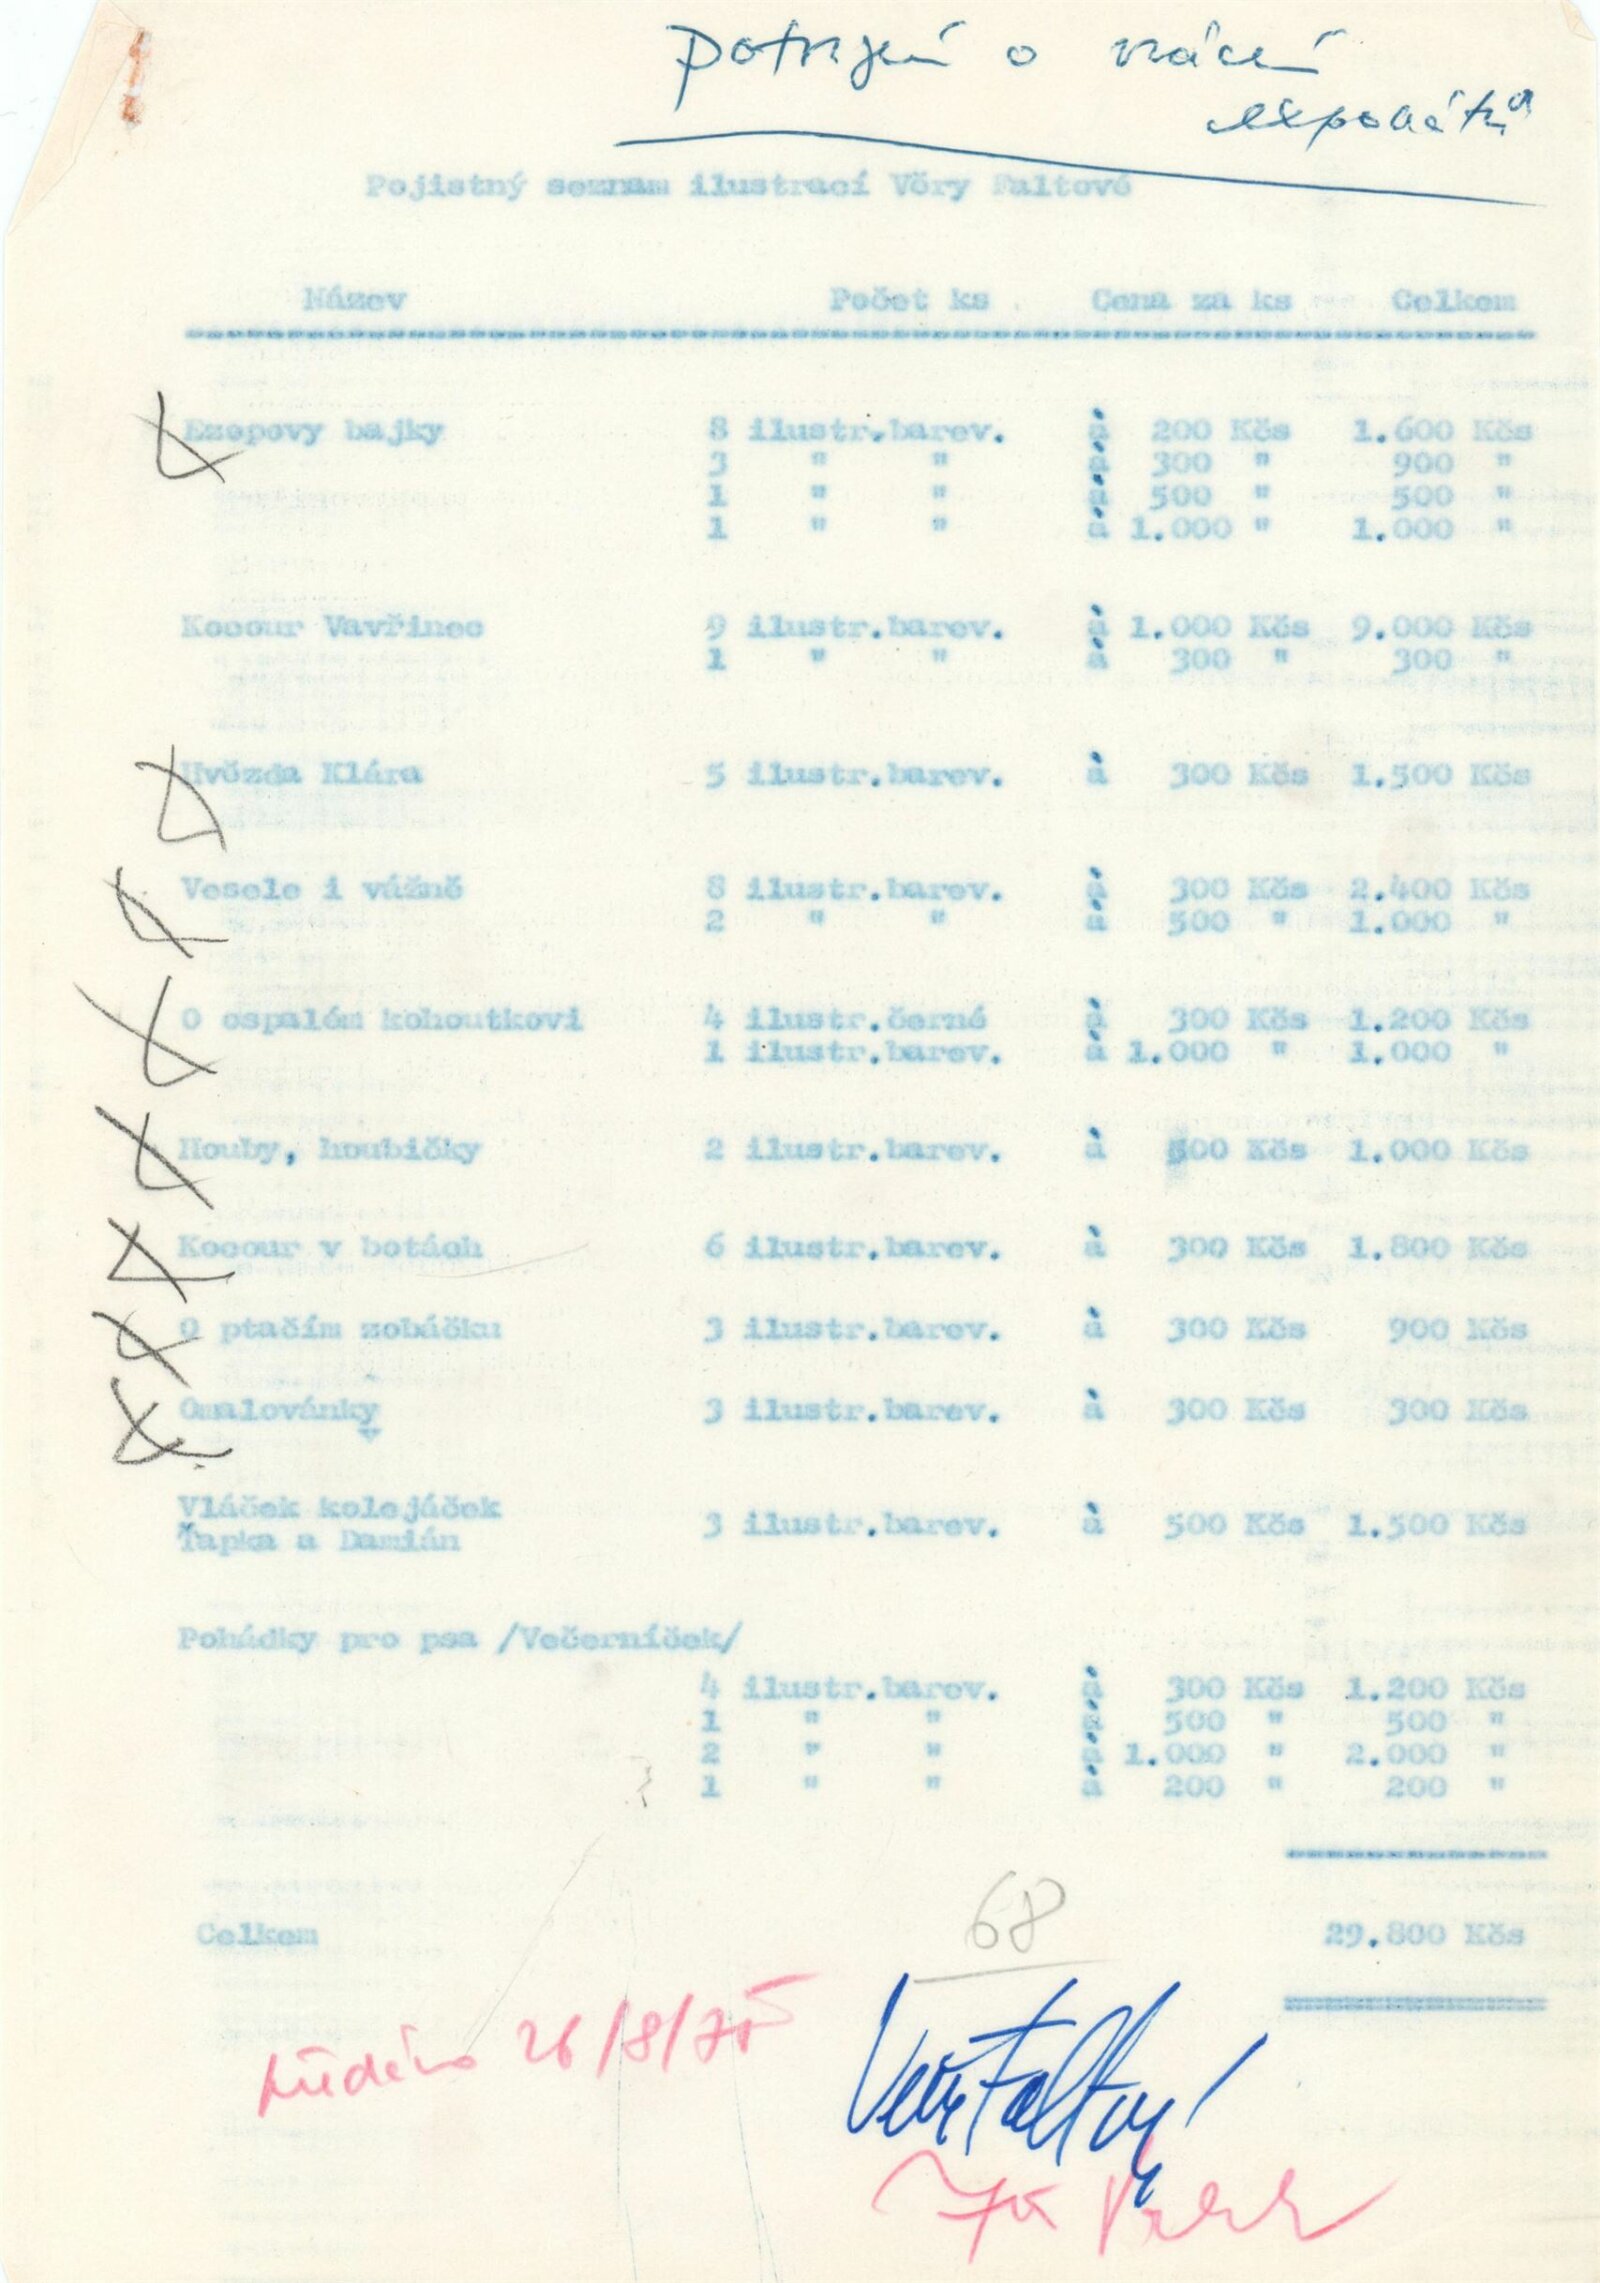 potvrzení o vrácení
exponátů
Pojistný seznam ilustrací Věry Faltové
Název Počet ks Cena za ks Celkem
Ezopovy bajky 8 ilustr.barev. à 200 Kčs 1.600 Kčs
3 " " à 300 " 900 "
1 " " à 500 " 500 "
1 " " à 1.000 " 1.000 "
Kocour Vavřinec 9 ilustr.barev. à 1.000 Kčs 9.000 Kčs
1 " " à 300 " 300 "
Hvězda Klára 5 ilustr.barev. à 300 Kčs 1.500 Kčs
Vesele i vážně 8 ilustr.barev. à 300 Kčs 2.400 Kčs
2 " " à 500 " 1.000 "
O ospalém kohoutkovi 4 ilustr.černé à 300 Kčs 1.200 Kčs
1 ilustr.barev. à 1.000 " 1.000 "
Houby, houbičky 2 ilustr.barev. à 500 Kčs 1.000 Kčs
Kocour v botách 6 ilustr.barev. à 300 Kčs 1.800 Kčs
O ptačím zobáčku 3 ilustr.barev. à 300 Kčs 900 Kčs
Omalovánky 3 ilustr.barev. à 300 Kčs 300 Kčs
Vláček kolejáček
Ťapka a Damián 3 ilustr.barev. à 500 Kčs 1.500 Kčs
Pohádky pro psa /Večerníček/
4 ilustr.barev. à 300 Kčs 1.200 Kčs
1 " " à 500 " 500 "
2 " " à 1.000 " 2.000 "
1 " " à 200 " 200 "
68
Celkem 29.800 Kčs
26/8/75
Věra Faltová